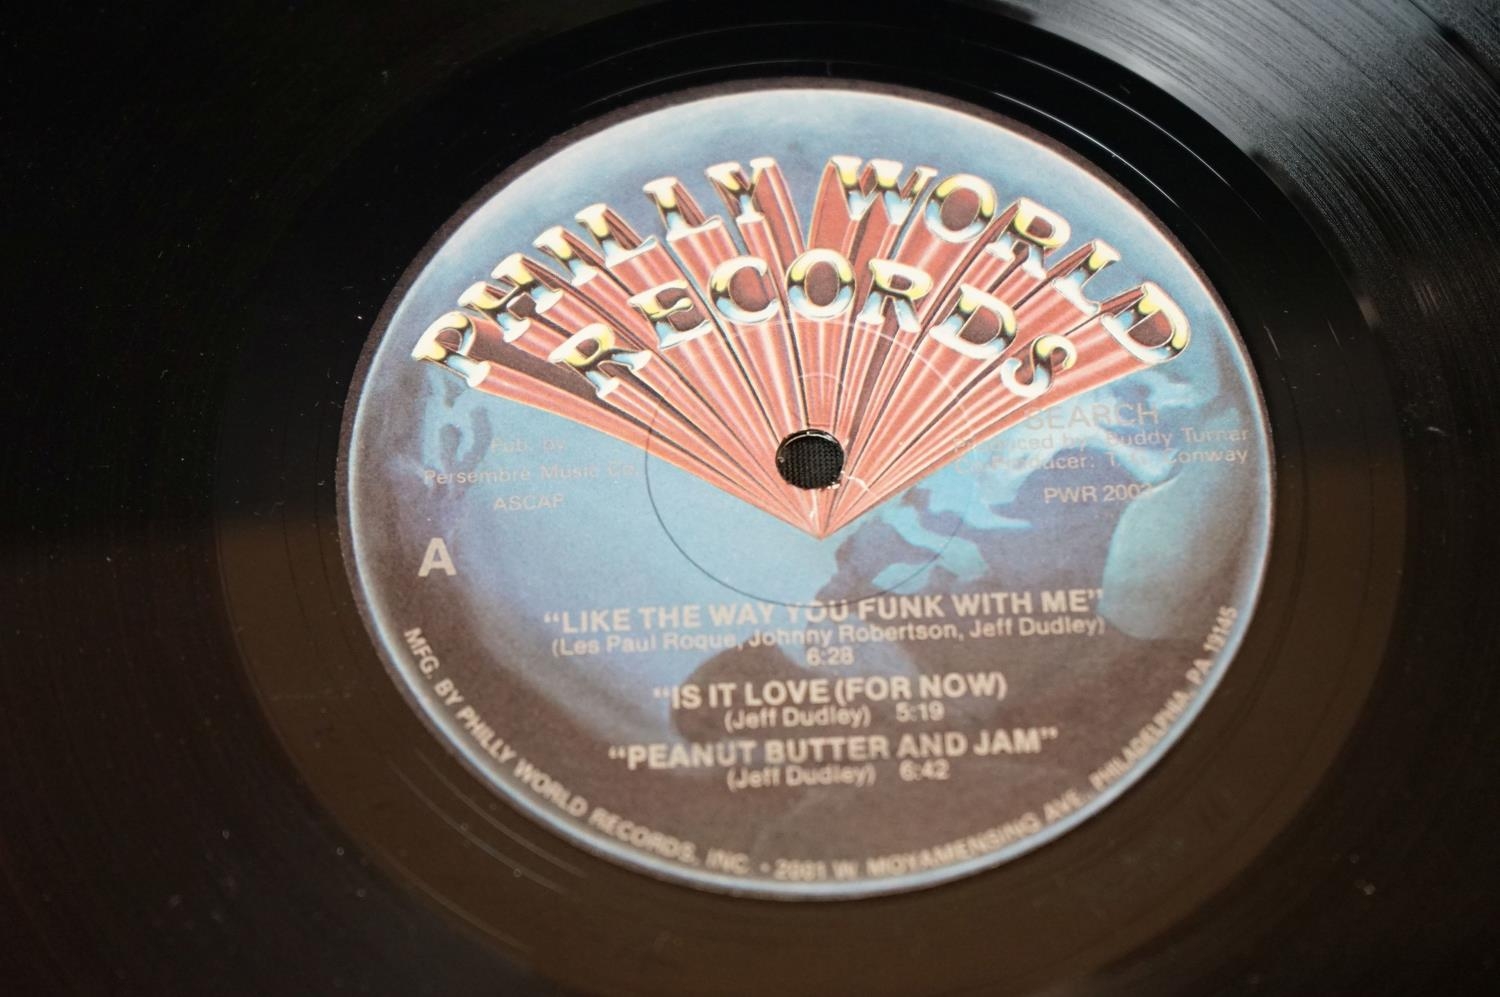 PHILLY WORLD
RECORDS
Pub. by
Persembre Music Co.
ASCAP
SEARCH
Produced by: Buddy Turner
Co-Producer: Conway
PWR
A
“LIKE THE WAY YOU FUNK WITH ME”
(Les Paul Roque, Johnny Robertson, Jeff Dudley)
6:28
“IS IT LOVE (FOR NOW)
(Jeff Dudley) 5:19
“PEANUT BUTTER AND JAM”
(Jeff Dudley) 6:42
MFG. BY PHILLY WORLD RECORDS, INC. • W. MOYAMENSING AVE. PHILADELPHIA, PA 19145